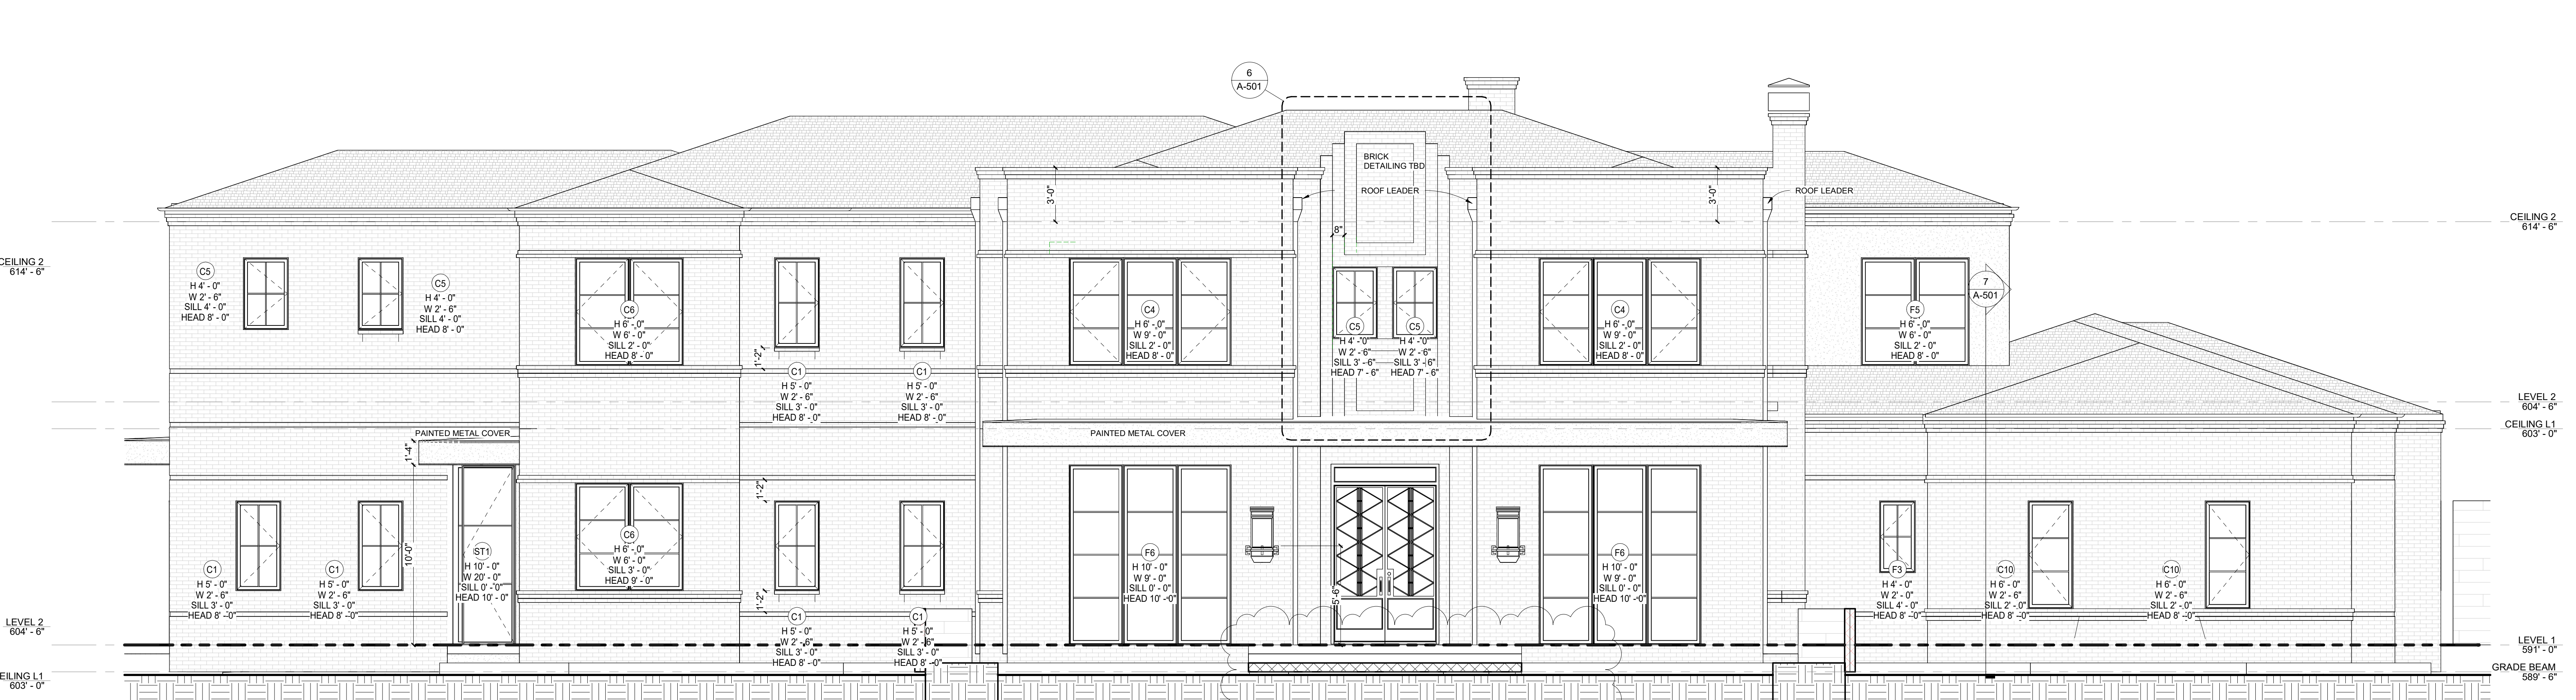 6
A-501
BRICK
DETAILING TBD
ROOF LEADER
ROOF LEADER
3'-0"
3'-0"
8"
CEILING 2
614' - 6"
CEILING 2
614' - 6"
C5
H 4' - 0"
W 2' - 6"
SILL 4' - 0"
HEAD 8' - 0"
C5
H 4' - 0"
W 2' - 6"
SILL 4' - 0"
HEAD 8' - 0"
C6
H 6' - 0"
W 6' - 0"
SILL 2' - 0"
HEAD 8' - 0"
1'-2"
C1
H 5' - 0"
W 2' - 6"
SILL 3' - 0"
HEAD 8' - 0"
C1
H 5' - 0"
W 2' - 6"
SILL 3' - 0"
HEAD 8' - 0"
C4
H 6' - 0"
W 9' - 0"
SILL 2' - 0"
HEAD 8' - 0"
C5
H 4' - 0"
W 2' - 6"
SILL 3' - 6"
HEAD 7' - 6"
C5
H 4' - 0"
W 2' - 6"
SILL 3' - 6"
HEAD 7' - 6"
C4
H 6' - 0"
W 9' - 0"
SILL 2' - 0"
HEAD 8' - 0"
F5
H 6' - 0"
W 6' - 0"
SILL 2' - 0"
HEAD 8' - 0"
7
A-501
LEVEL 2
604' - 6"
CEILING L1
603' - 0"
PAINTED METAL COVER
PAINTED METAL COVER
1'-4"
10'-0"
1'-2"
1'-2"
C1
H 5' - 0"
W 2' - 6"
SILL 3' - 0"
HEAD 8' - 0"
C1
H 5' - 0"
W 2' - 6"
SILL 3' - 0"
HEAD 8' - 0"
ST1
H 10' - 0"
W 20' - 0"
SILL 0' - 0"
HEAD 10' - 0"
C6
H 6' - 0"
W 6' - 0"
SILL 3' - 0"
HEAD 9' - 0"
C1
H 5' - 0"
W 2' - 6"
SILL 3' - 0"
HEAD 8' - 0"
C1
H 5' - 0"
W 2' - 6"
SILL 3' - 0"
HEAD 8' - 0"
F6
H 10' - 0"
W 9' - 0"
SILL 0' - 0"
HEAD 10' - 0"
5'-6"
F6
H 10' - 0"
W 9' - 0"
SILL 0' - 0"
HEAD 10' - 0"
F3
H 4' - 0"
W 2' - 6"
SILL 4' - 0"
HEAD 8' - 0"
C10
H 6' - 0"
W 2' - 6"
SILL 2' - 0"
HEAD 8' - 0"
C10
H 6' - 0"
W 2' - 6"
SILL 2' - 0"
HEAD 8' - 0"
LEVEL 2
604' - 6"
EILING L1
603' - 0"
LEVEL 1
591' - 0"
GRADE BEAM
589' - 6"